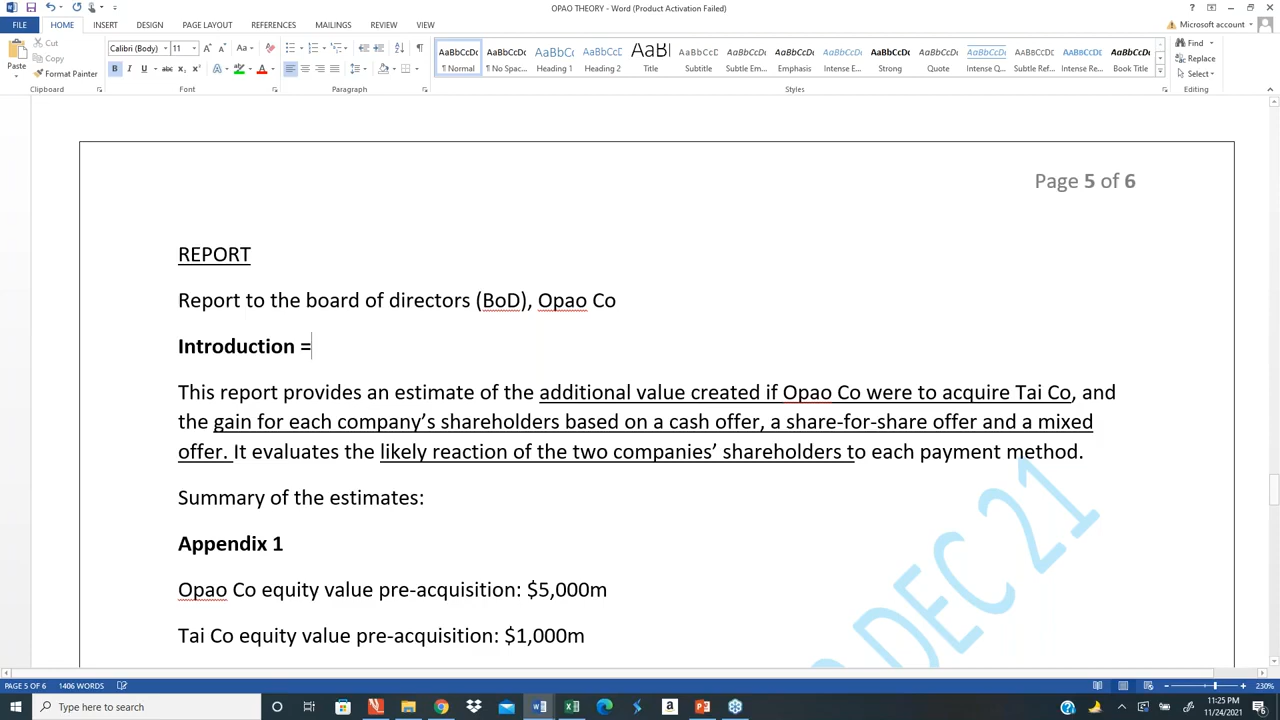 OPAO THEORY - Word (Product Activation Failed)
FILE HOME INSERT DESIGN PAGE LAYOUT REFERENCES MAILINGS REVIEW VIEW
Microsoft account
Paste
Cut
Copy
Format Painter
Calibri (Body) 11
AaBbCcDc AaBbCcDc AaBbCc AaBbCcC AaBl AaBbCcC AaBbCcDc AaBbCcDc AaBbCcDc AaBbCcDc AaBbCcDc AaBbCcDc AaBbCcDc AaBbCcDc
¶ Normal ¶ No Spac... Heading 1 Heading 2 Title Subtitle Subtle Em... Emphasis Intense E... Strong Quote Intense Q... Subtle Ref... Intense Re... Book Title
Find
Replace
Select
Clipboard Font Paragraph Styles Editing
Page 5 of 6
REPORT
Report to the board of directors (BoD), Opao Co
Introduction =
This report provides an estimate of the additional value created if Opao Co were to acquire Tai Co, and
the gain for each company’s shareholders based on a cash offer, a share-for-share offer and a mixed
offer. It evaluates the likely reaction of the two companies’ shareholders to each payment method.
Summary of the estimates:
Appendix 1
Opao Co equity value pre-acquisition: $5,000m
Tai Co equity value pre-acquisition: $1,000m
DEC 21
PAGE 5 OF 6 1406 WORDS 230%
Type here to search
11:25 PM
11/24/2021